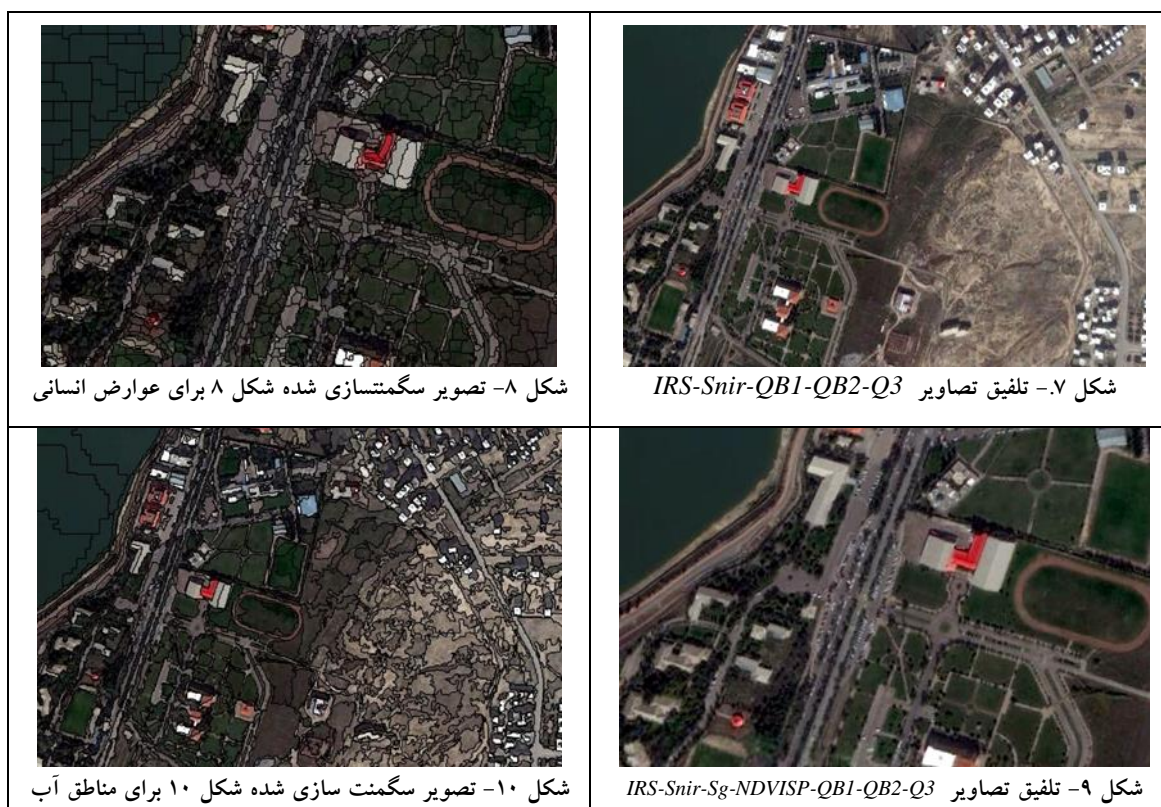 شکل ۷.- تلفیق تصاویر IRS-Snir-QB1-QB2-Q3
شکل ۸- تصویر سگمنتسازی شده شکل ۸ برای عوارض انسانی
شکل ۹- تلفیق تصاویر IRS-Snir-Sg-NDVISP-QB1-QB2-Q3
شکل ۱۰- تصویر سگمنت سازی شده شکل ۱۰ برای مناطق آب